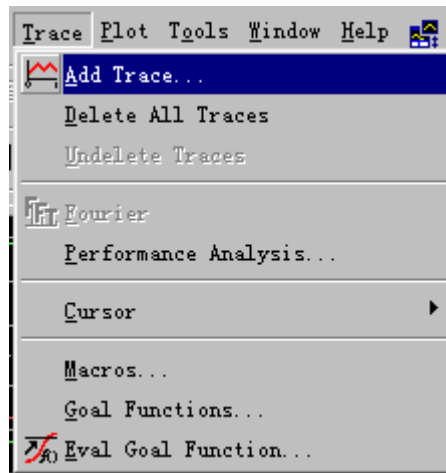 Trace Plot Tools Window Help
Add Trace...
Delete All Traces
Undelete Traces
FFT Fourier
Performance Analysis...
Cursor
Macros...
Goal Functions...
f() Eval Goal Function...